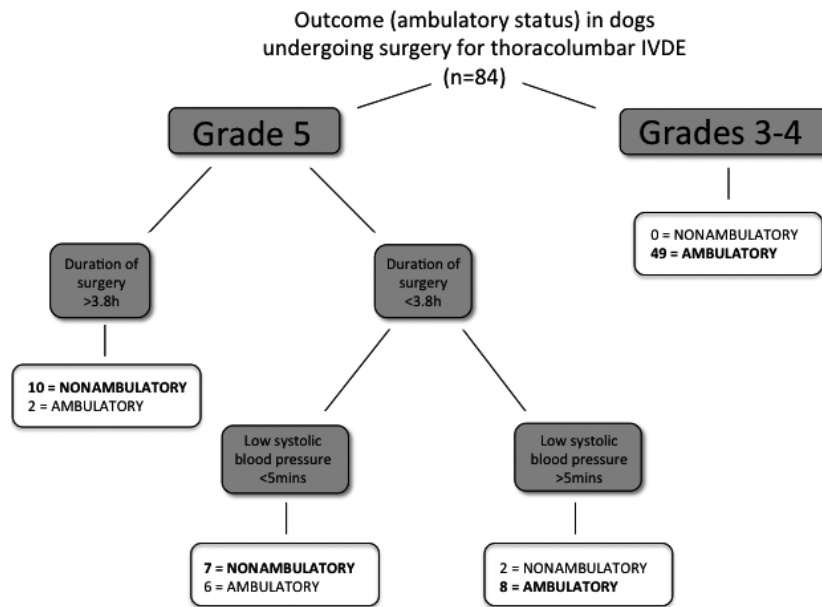 Outcome (ambulatory status) in dogs
undergoing surgery for thoracolumbar IVDE
(n=84)
Grade 5
Grades 3-4
0 = NONAMBULATORY
49 = AMBULATORY
Duration of
surgery
>3.8h
Duration of
surgery
<3.8h
10 = NONAMBULATORY
2 = AMBULATORY
Low systolic
blood pressure
<5mins
Low systolic
blood pressure
>5mins
7 = NONAMBULATORY
6 = AMBULATORY
2 = NONAMBULATORY
8 = AMBULATORY